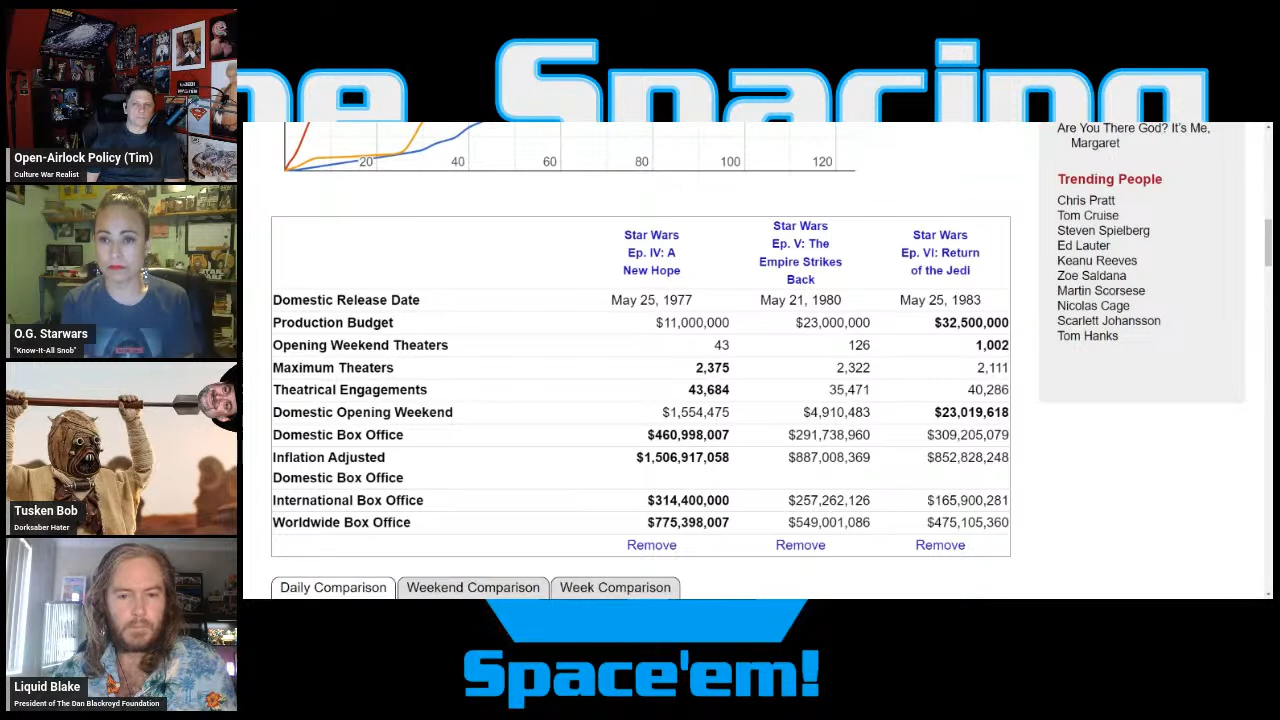 he Spacing
Open-Airlock Policy (Tim)
Culture War Realist
O.G. Starwars
"Know-It-All Snob"
Tusken Bob
Dorksaber Hater
Liquid Blake
President of The Dan Blackroyd Foundation
20 40 60 80 100 120
Star Wars Ep. IV: A New Hope
Star Wars Ep. V: The Empire Strikes Back
Star Wars Ep. VI: Return of the Jedi
Domestic Release Date May 25, 1977 May 21, 1980 May 25, 1983
Production Budget $11,000,000 $23,000,000 $32,500,000
Opening Weekend Theaters 43 126 1,002
Maximum Theaters 2,375 2,322 2,111
Theatrical Engagements 43,684 35,471 40,286
Domestic Opening Weekend $1,554,475 $4,910,483 $23,019,618
Domestic Box Office $460,998,007 $291,738,960 $309,205,079
Inflation Adjusted $1,506,917,058 $887,008,369 $852,828,248
Domestic Box Office
International Box Office $314,400,000 $257,262,126 $165,900,281
Worldwide Box Office $775,398,007 $549,001,086 $475,105,360
Remove Remove Remove
Daily Comparison Weekend Comparison Week Comparison
Are You There God? It's Me,
Margaret
Trending People
Chris Pratt
Tom Cruise
Steven Spielberg
Ed Lauter
Keanu Reeves
Zoe Saldana
Martin Scorsese
Nicolas Cage
Scarlett Johansson
Tom Hanks
Space'em!